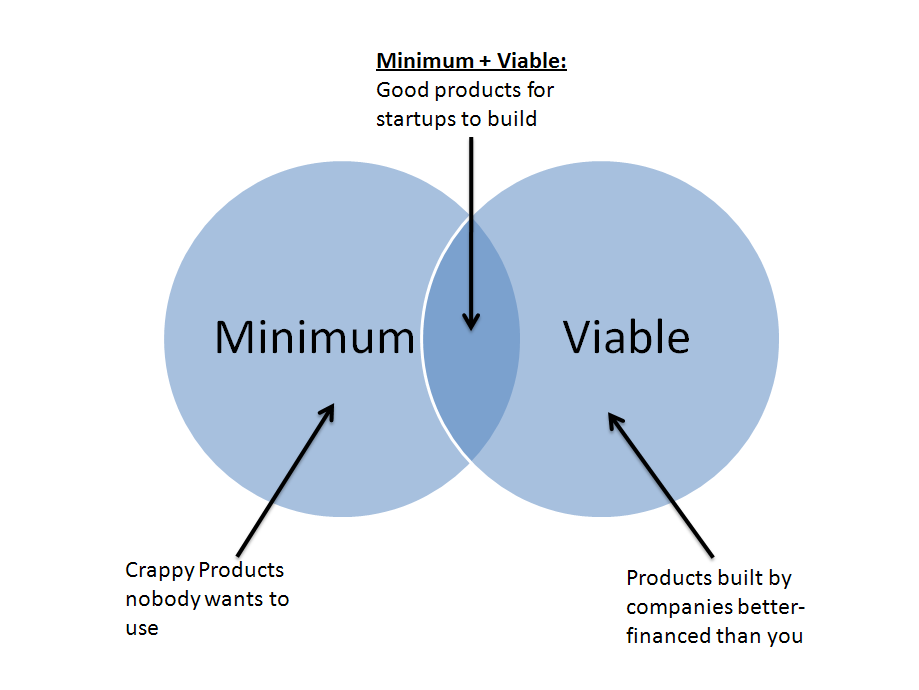 Minimum + Viable:
Good products for
startups to build
Minimum
Viable
Crappy Products
nobody wants to
use
Products built by
companies better-
financed than you